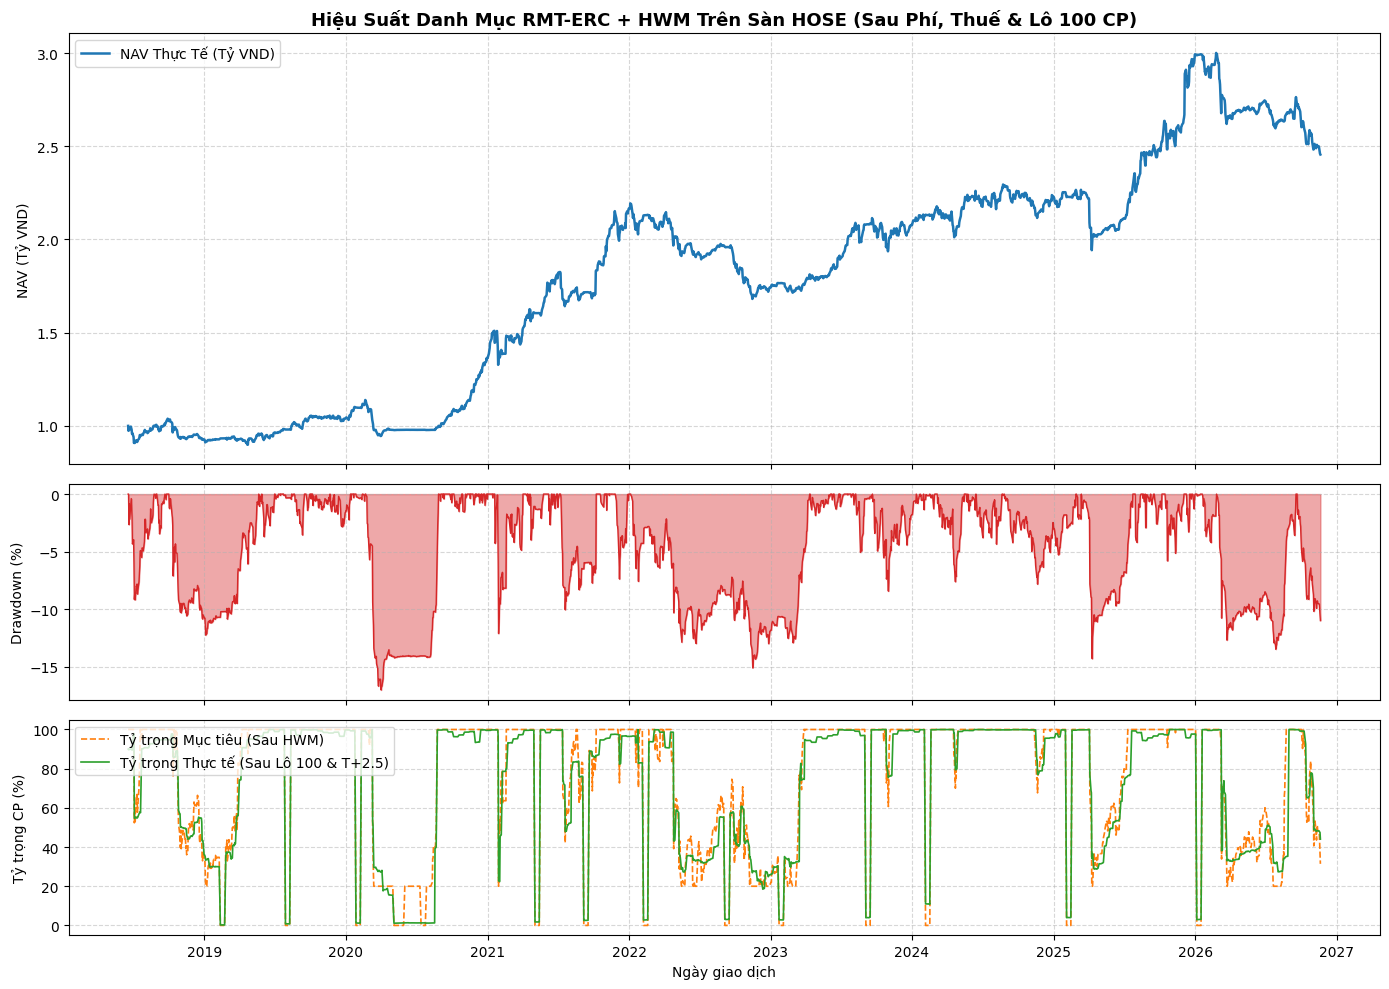 Hiệu Suất Danh Mục RMT-ERC + HWM Trên Sàn HOSE (Sau Phí, Thuế & Lô 100 CP)
NAV Thực Tế (Tỷ VND)
NAV (Tỷ VND)
3.0
2.5
2.0
1.5
1.0
Drawdown (%)
0
−5
−10
−15
Tỷ trọng Mục tiêu (Sau HWM)
Tỷ trọng Thực tế (Sau Lô 100 & T+2.5)
Tỷ trọng CP (%)
100
80
60
40
20
0
2019 2020 2021 2022 2023 2024 2025 2026 2027
Ngày giao dịch